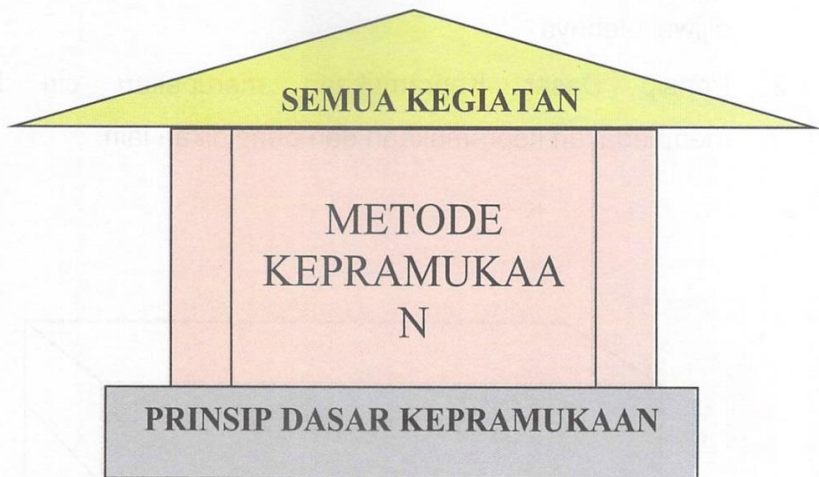 SEMUA KEGIATAN
METODE
KEPRAMUKAA
N
PRINSIP DASAR KEPRAMUKAAN